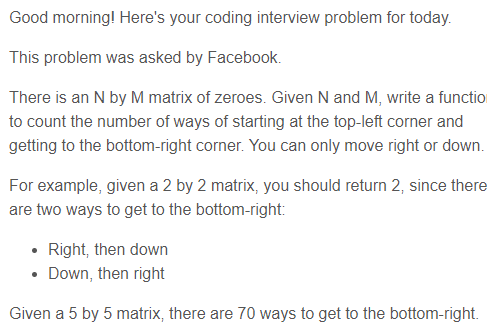 Good morning! Here's your coding interview problem for today.
This problem was asked by Facebook.
There is an N by M matrix of zeroes. Given N and M, write a functio
to count the number of ways of starting at the top-left corner and
getting to the bottom-right corner. You can only move right or down.
For example, given a 2 by 2 matrix, you should return 2, since there
are two ways to get to the bottom-right:
• Right, then down
• Down, then right
Given a 5 by 5 matrix, there are 70 ways to get to the bottom-right.